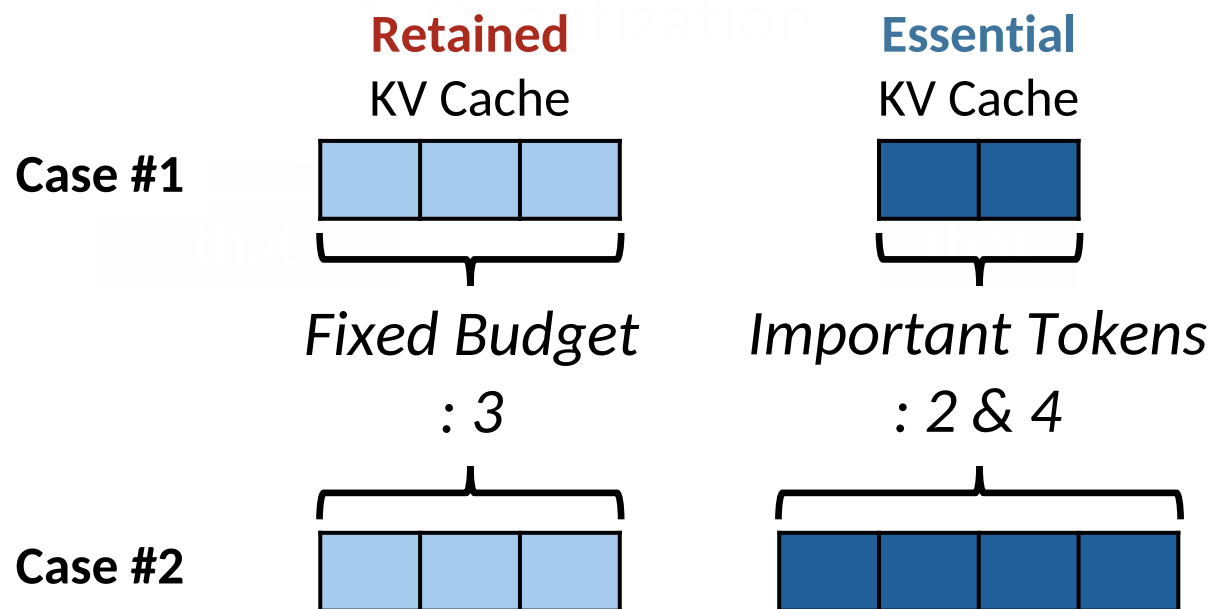 Retained Essential
KV Cache KV Cache
Case #1
Fixed Budget Important Tokens
: 3 : 2 & 4
Case #2